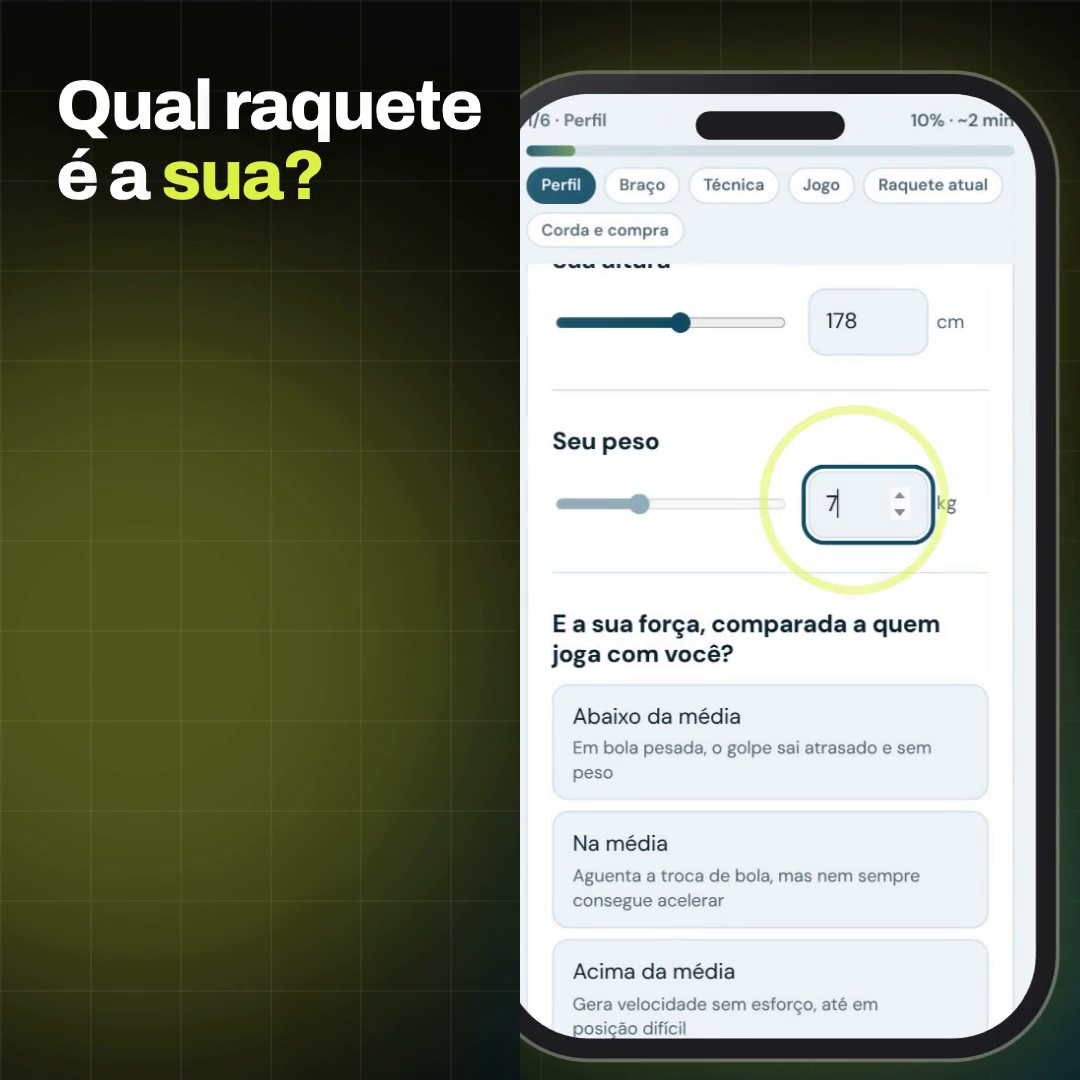 Qual raquete
é a sua?
1/6 · Perfil
10% · ~2 min
Perfil
Braço
Técnica
Jogo
Raquete atual
Corda e compra
Sua altura
178
cm
Seu peso
7
kg
E a sua força, comparada a quem
joga com você?
Abaixo da média
Em bola pesada, o golpe sai atrasado e sem
peso
Na média
Aguenta a troca de bola, mas nem sempre
consegue acelerar
Acima da média
Gera velocidade sem esforço, até em
posição difícil